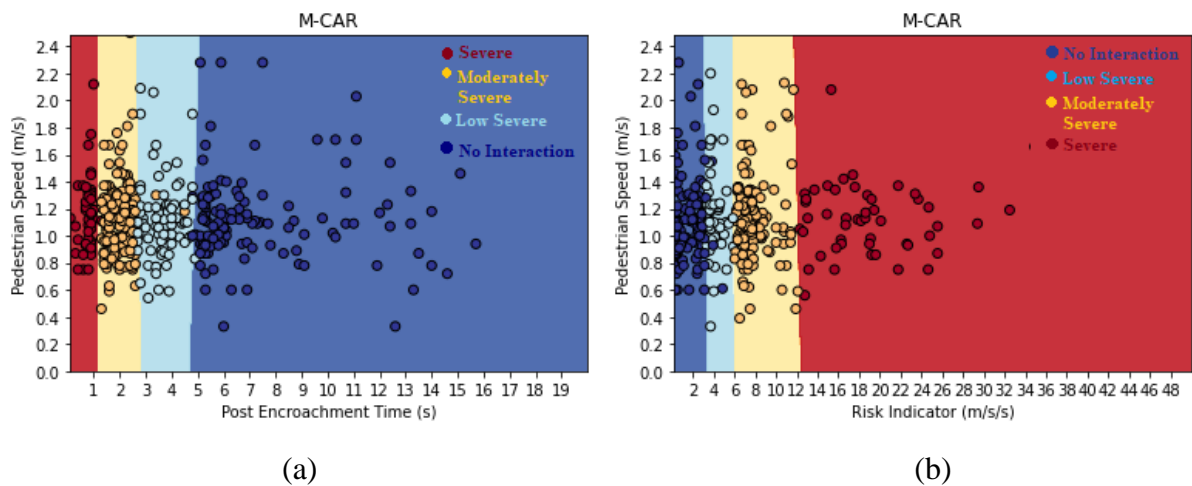 M-CAR
2.4
2.2
2.0
1.8
1.6
1.4
1.2
1.0
0.8
0.6
0.4
0.2
0.0
Pedestrian Speed (m/s)
Severe
Moderately
Severe
Low Severe
No Interaction
1 2 3 4 5 6 7 8 9 10 11 12 13 14 15 16 17 18 19
Post Encroachment Time (s)
(a)
M-CAR
2.4
2.2
2.0
1.8
1.6
1.4
1.2
1.0
0.8
0.6
0.4
0.2
0.0
Pedestrian Speed (m/s)
No Interaction
Low Severe
Moderately
Severe
Severe
2 4 6 8 10 12 14 16 18 20 22 24 26 28 30 32 34 36 38 40 42 44 46 48
Risk Indicator (m/s/s)
(b)